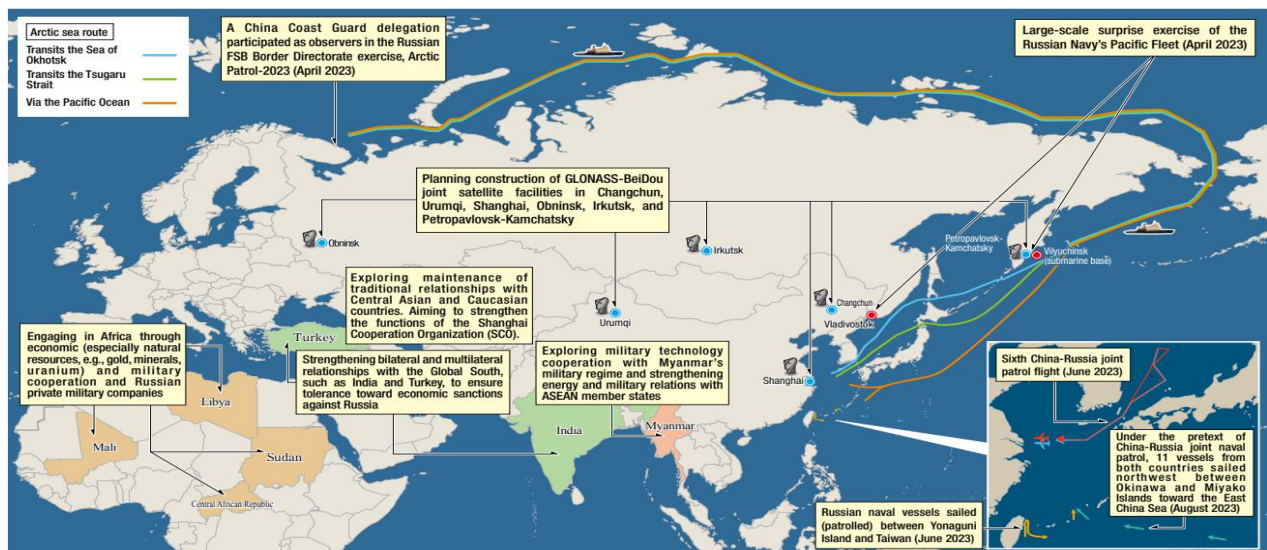 Arctic sea route
Transits the Sea of
Okhotsk
Transits the Tsugaru
Strait
Via the Pacific Ocean
A China Coast Guard delegation
participated as observers in the Russian
FSB Border Directorate exercise, Arctic
Patrol-2023 (April 2023)
Large-scale surprise exercise of the
Russian Navy's Pacific Fleet (April 2023)
Planning construction of GLONASS-BeiDou
joint satellite facilities in Changchun,
Urumqi, Shanghai, Obninsk, Irkutsk, and
Petropavlovsk-Kamchatsky
Obninsk
Irkutsk
Petropavlovsk-
Kamchatsky
Vilyuchinsk
(submarine base)
Exploring maintenance of
traditional relationships with
Central Asian and Caucasian
countries. Aiming to strengthen
the functions of the Shanghai
Cooperation Organization (SCO).
Urumqi
Changchun
Vladivostok
Engaging in Africa through
economic (especially natural
resources, e.g., gold, minerals,
uranium) and military
cooperation and Russian
private military companies
Turkey
Strengthening bilateral and multilateral
relationships with the Global South,
such as India and Turkey, to ensure
tolerance toward economic sanctions
against Russia
Exploring military technology
cooperation with Myanmar's
military regime and strengthening
energy and military relations with
ASEAN member states
Shanghai
Sixth China-Russia joint
patrol flight (June 2023)
Libya
Mali
Sudan
India
Myanmar
Central African Republic
Under the pretext of
China-Russia joint naval
patrol, 11 vessels from
both countries sailed
northwest between
Okinawa and Miyako
Islands toward the East
China Sea (August 2023)
Russian naval vessels sailed
(patrolled) between Yonaguni
Island and Taiwan (June 2023)